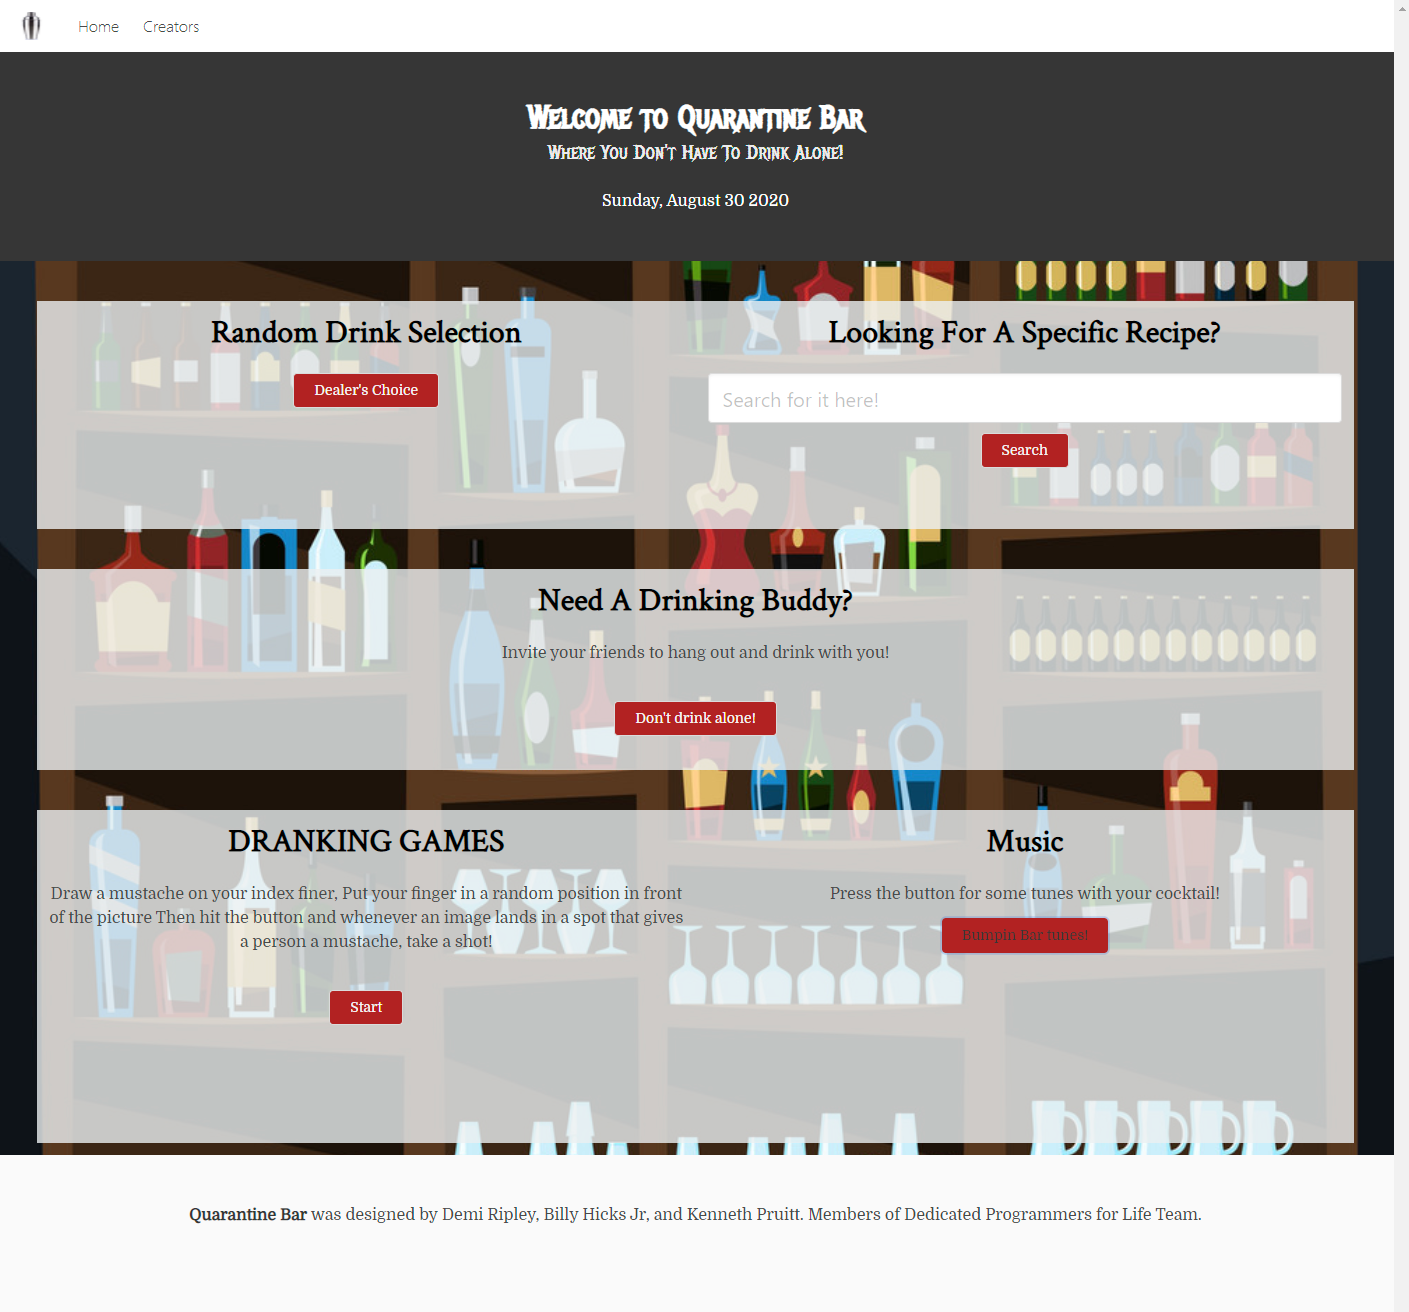 Home Creators
Welcome to Quarantine Bar
Where You Don't Have To Drink Alone!
Sunday, August 30 2020
Random Drink Selection
Dealer's Choice
Looking For A Specific Recipe?
Search for it here!
Search
Need A Drinking Buddy?
Invite your friends to hang out and drink with you!
Don't drink alone!
DRANKING GAMES
Draw a mustache on your index finer, Put your finger in a random position in front
of the picture Then hit the button and whenever an image lands in a spot that gives
a person a mustache, take a shot!
Start
Music
Press the button for some tunes with your cocktail!
Bumpin Bar tunes!
Quarantine Bar was designed by Demi Ripley, Billy Hicks Jr, and Kenneth Pruitt. Members of Dedicated Programmers for Life Team.